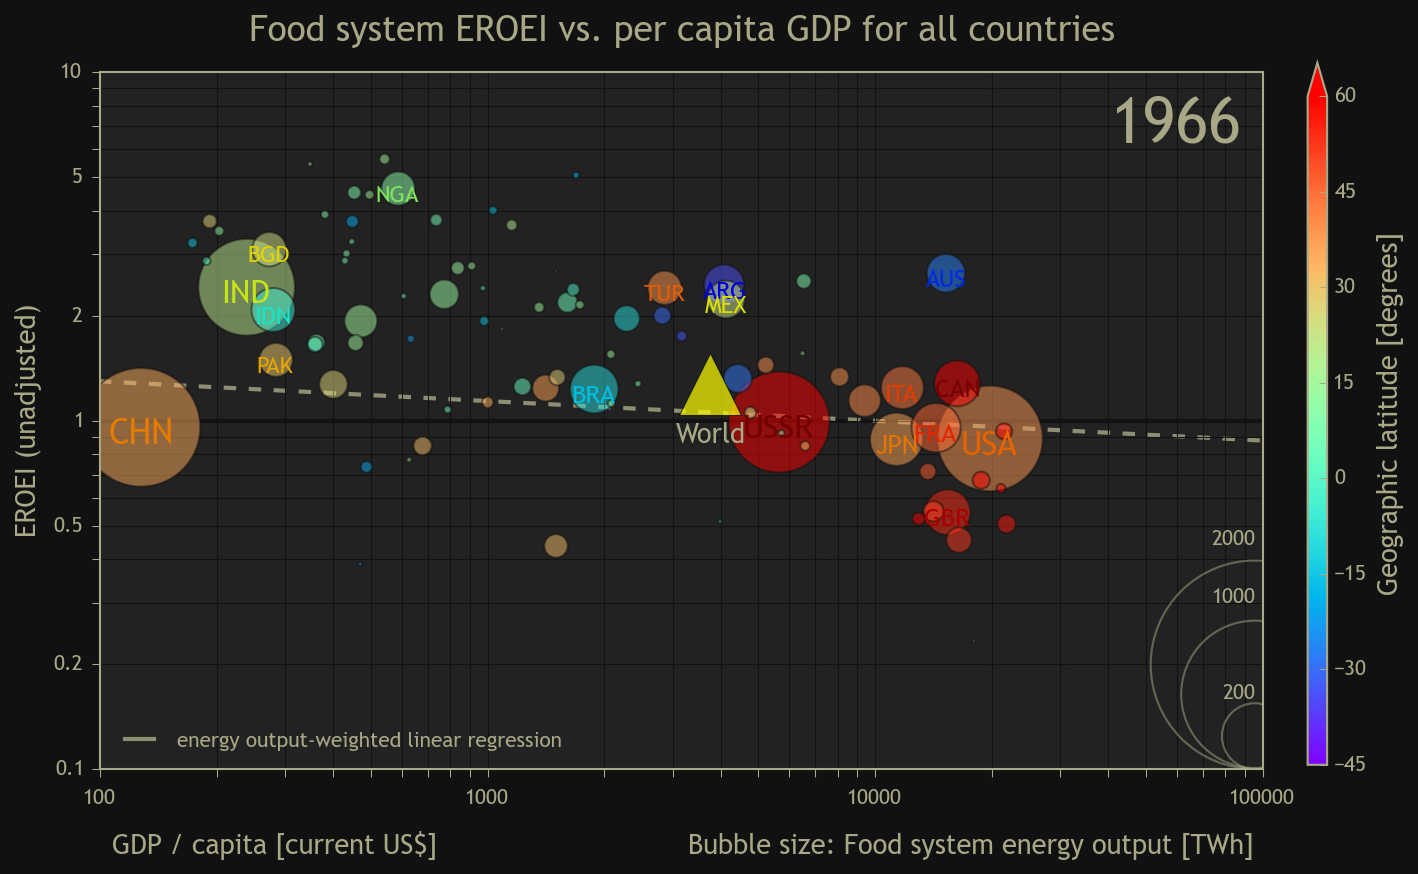 Food system EROEI vs. per capita GDP for all countries
1966
10
5
2
1
0.5
0.2
0.1
EROEI (unadjusted)
NGA
BGD
IND
IDN
PAK
CHN
TUR
ARG
MEX
AUS
BRA
World
USSR
ITA
CAN
JPN
FRA
USA
GBR
2000
1000
200
energy output-weighted linear regression
100
1000
10000
100000
GDP / capita [current US$]
Bubble size: Food system energy output [TWh]
60
45
30
15
0
−15
−30
−45
Geographic latitude [degrees]